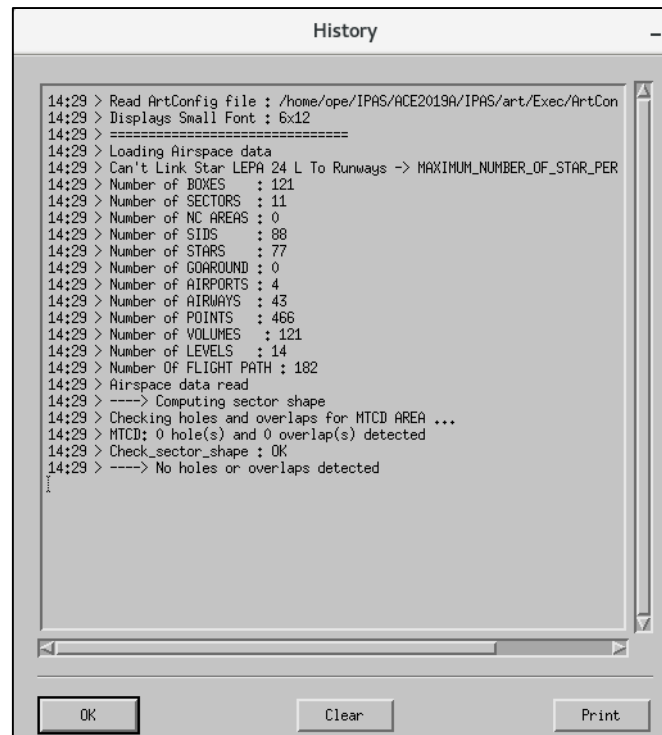 History
14:29 > Read ArtConfig file : /home/ope/IPAS/ACE2019A/IPAS/art/Exec/ArtCon
14:29 > Displays Small Font : 6x12
14:29 > ===============================
14:29 > Loading Airspace data
14:29 > Can't Link Star LEPA 24 L To Runways -> MAXIMUM_NUMBER_OF_STAR_PER
14:29 > Number of BOXES : 121
14:29 > Number of SECTORS : 11
14:29 > Number of NC AREAS : 0
14:29 > Number of SIDS : 88
14:29 > Number of STARS : 77
14:29 > Number of GOAROUND : 0
14:29 > Number of AIRPORTS : 4
14:29 > Number of AIRWAYS : 43
14:29 > Number of POINTS : 466
14:29 > Number of VOLUMES : 121
14:29 > Number of LEVELS : 14
14:29 > Number Of FLIGHT PATH : 182
14:29 > Airspace data read
14:29 > ----> Computing sector shape
14:29 > Checking holes and overlaps for MTCD AREA ...
14:29 > MTCD: 0 hole(s) and 0 overlap(s) detected
14:29 > Check_sector_shape : OK
14:29 > ----> No holes or overlaps detected
OK Clear Print